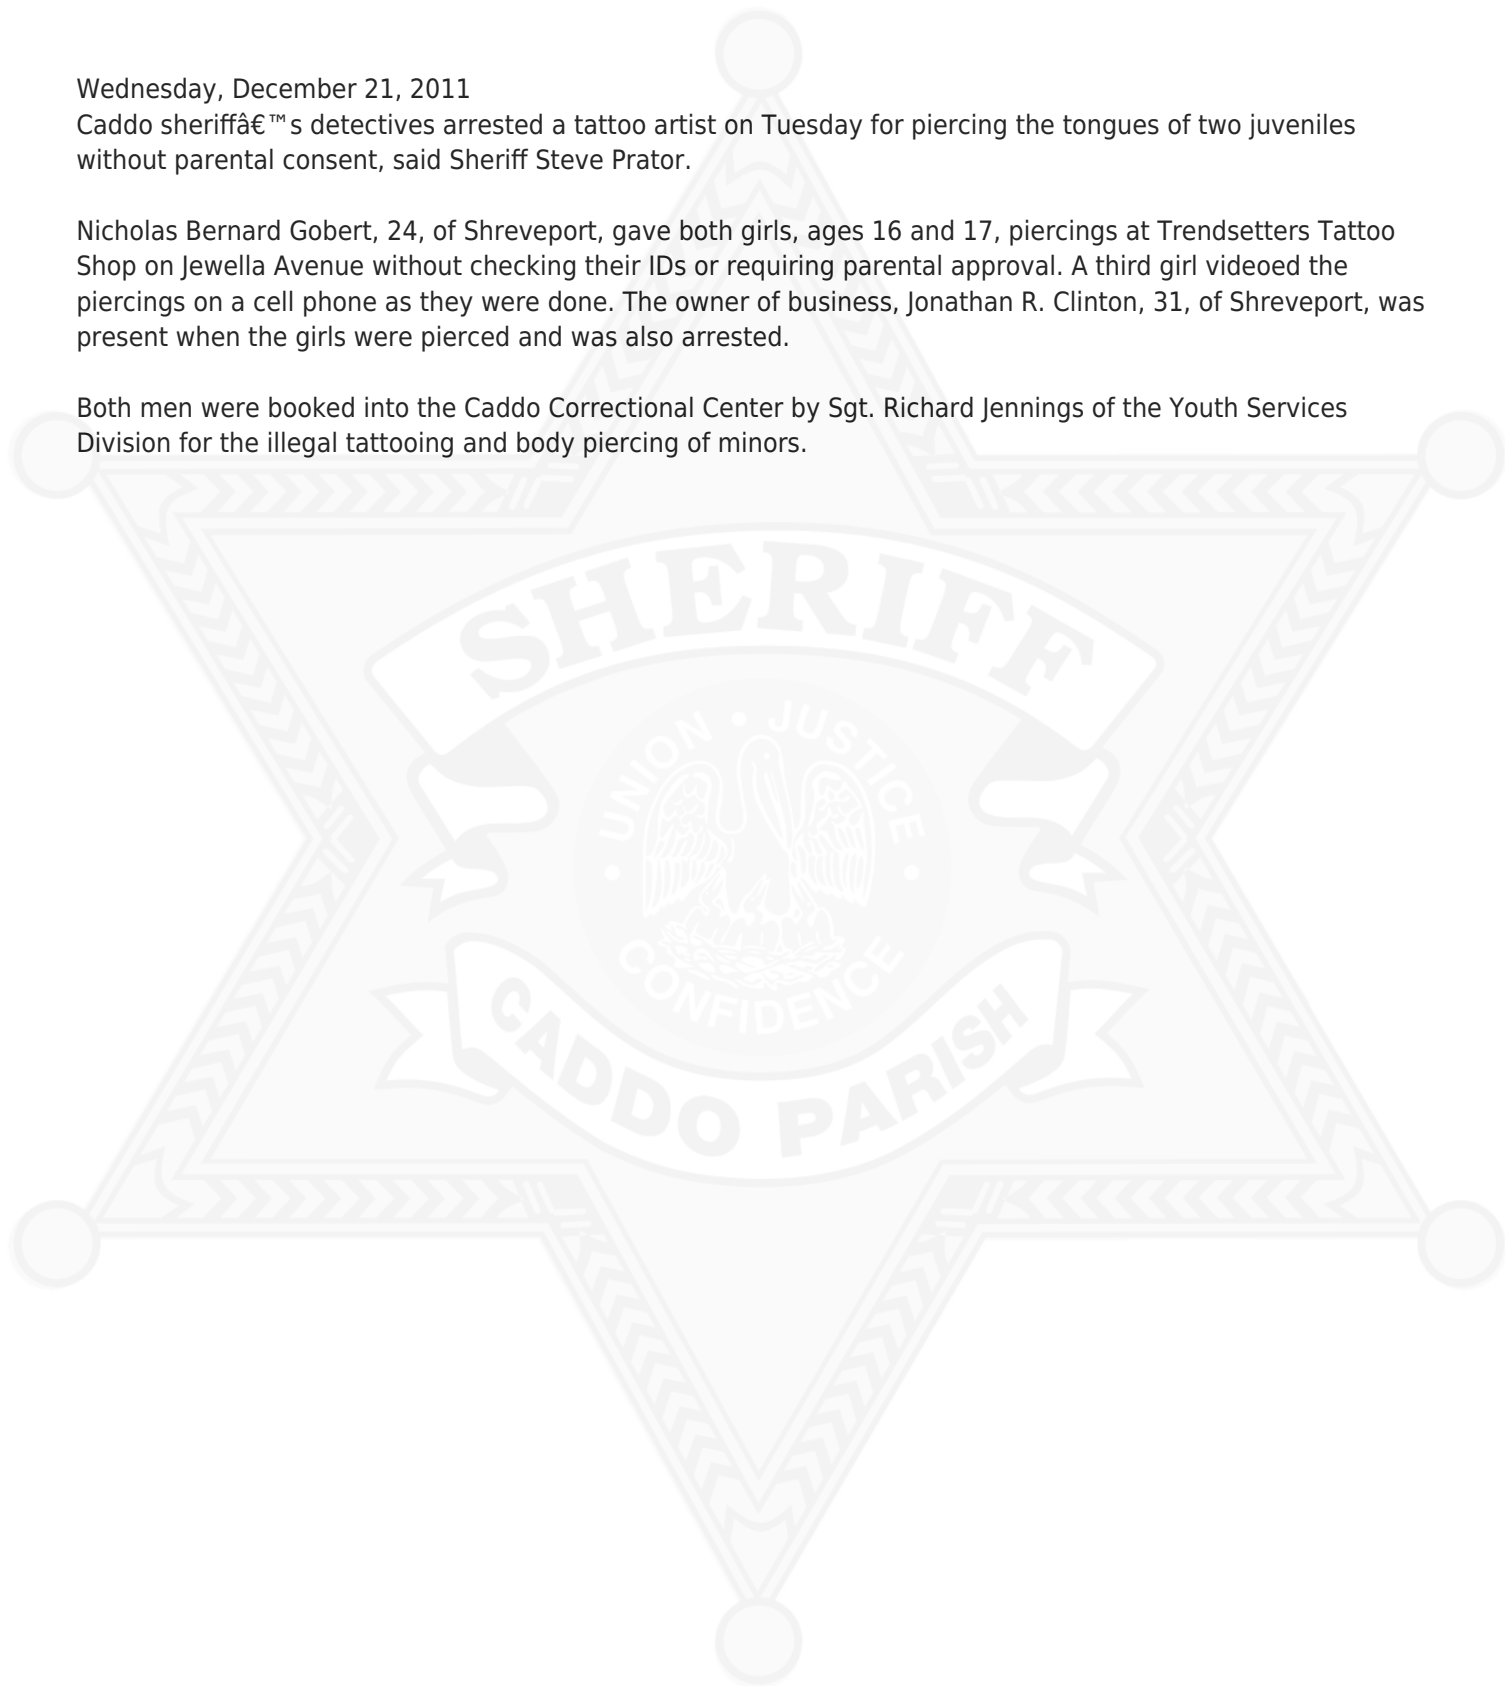 Wednesday, December 21, 2011
Caddo sheriffâ€™s detectives arrested a tattoo artist on Tuesday for piercing the tongues of two juveniles
without parental consent, said Sheriff Steve Prator.
Nicholas Bernard Gobert, 24, of Shreveport, gave both girls, ages 16 and 17, piercings at Trendsetters Tattoo
Shop on Jewella Avenue without checking their IDs or requiring parental approval. A third girl videoed the
piercings on a cell phone as they were done. The owner of business, Jonathan R. Clinton, 31, of Shreveport, was
present when the girls were pierced and was also arrested.
Both men were booked into the Caddo Correctional Center by Sgt. Richard Jennings of the Youth Services
Division for the illegal tattooing and body piercing of minors.
SHERIFF
UNION • JUSTICE
• CONFIDENCE •
CADDO PARISH